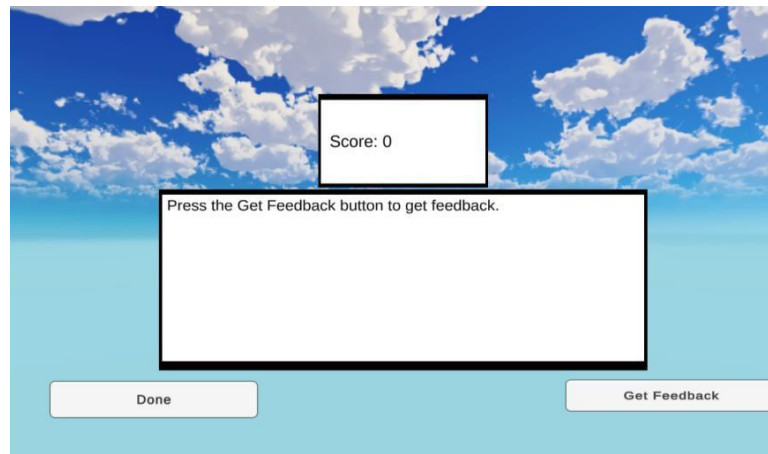 Score: 0
Press the Get Feedback button to get feedback.
Done
Get Feedback